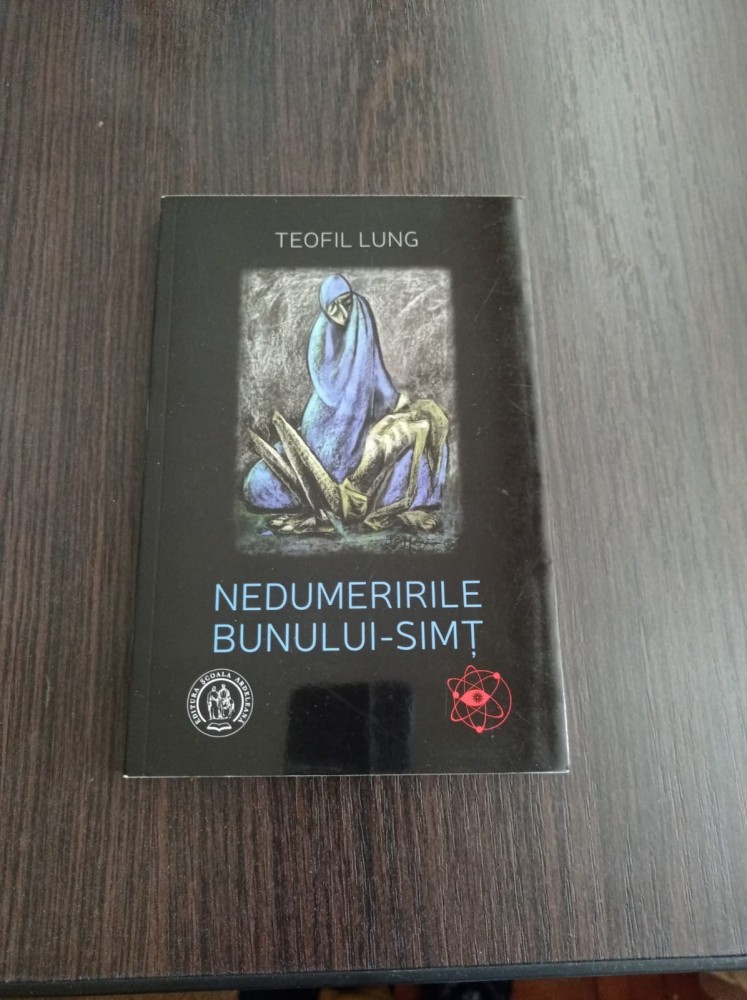 TEOFIL LUNG
NEDUMERIRILE
BUNULUI-SIMȚ
EDITURA ȘCOALA ARDELEANĂ